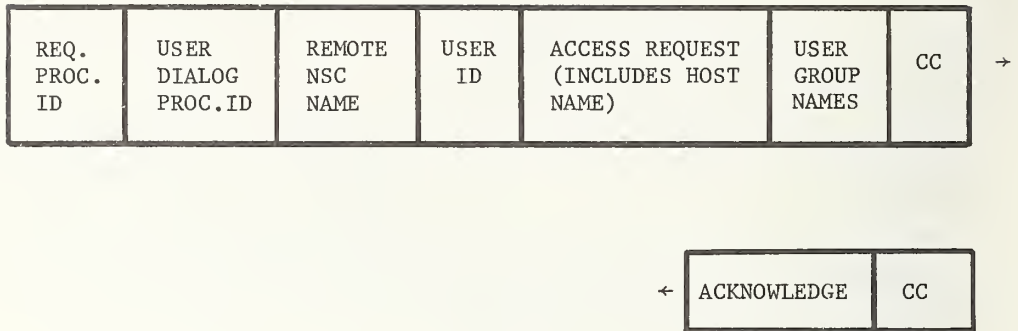 REQ.
PROC.
ID
USER
DIALOG
PROC.ID
REMOTE
NSC
NAME
USER
ID
ACCESS REQUEST
(INCLUDES HOST
NAME)
USER
GROUP
NAMES
CC →
← ACKNOWLEDGE CC